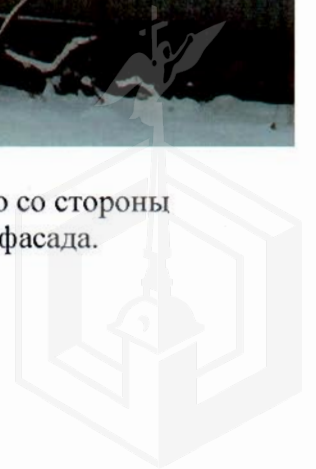 о со стороны
фасада.